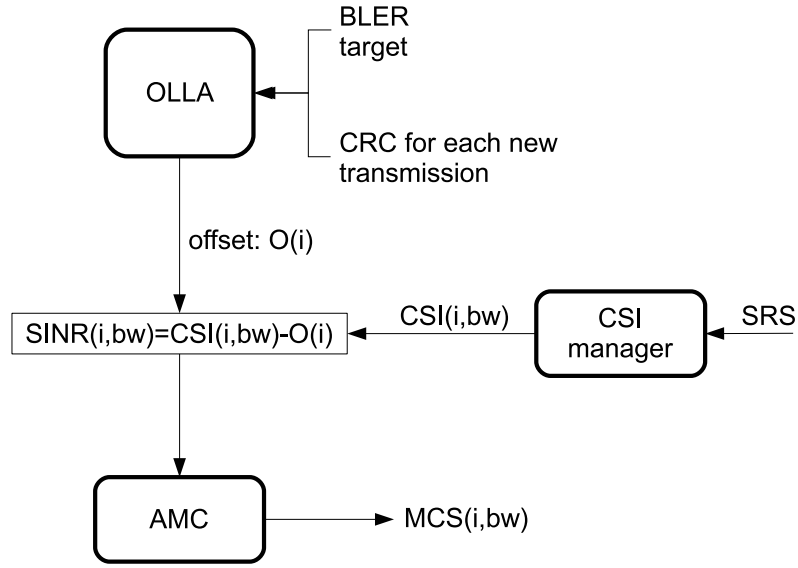 BLER
target
OLLA
CRC for each new
transmission
offset: O(i)
SINR(i,bw)=CSI(i,bw)-O(i)
CSI(i,bw)
CSI
manager
SRS
AMC
MCS(i,bw)